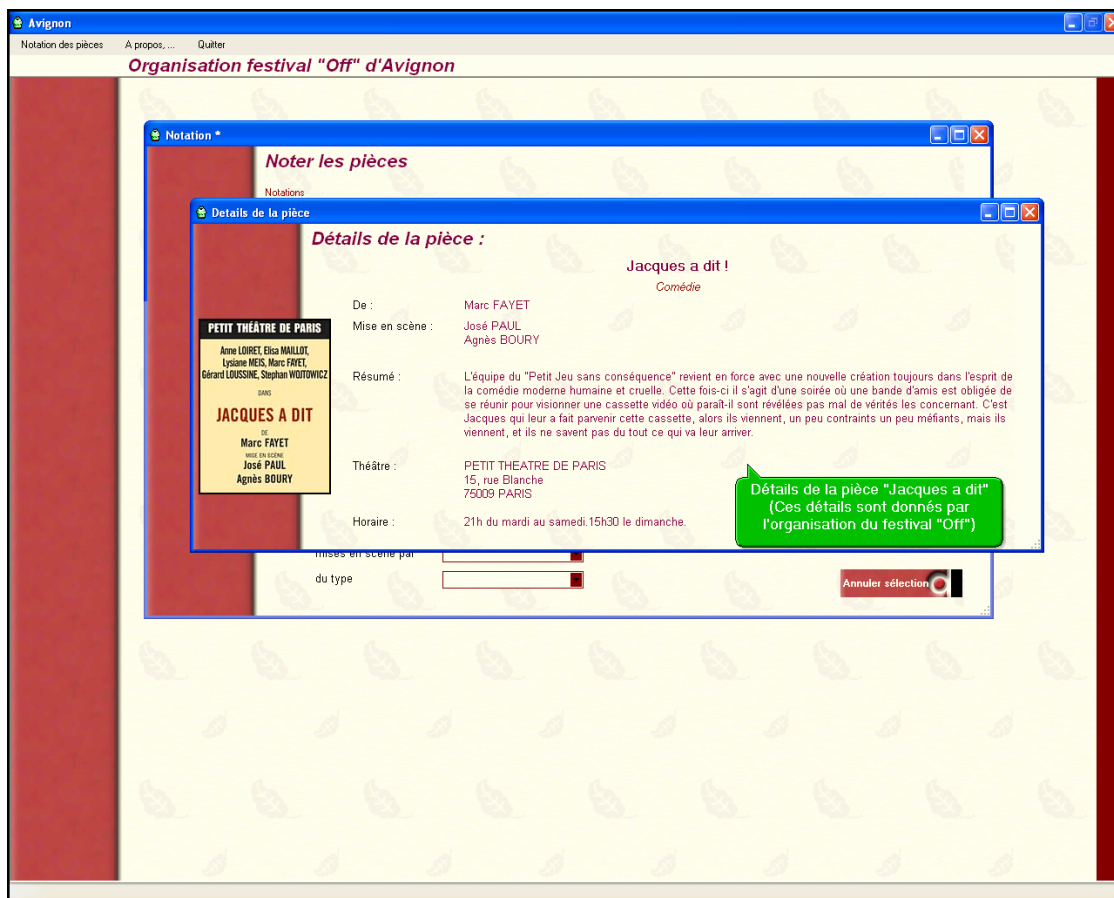 Avignon
Notation des pièces A propos, ... Quitter
Organisation festival "Off" d'Avignon
Notation *
Noter les pièces
Notations
Details de la pièce
Détails de la pièce :
Jacques a dit !
Comédie
De : Marc FAYET
Mise en scène : José PAUL
Agnès BOURY
PETIT THÉÂTRE DE PARIS
Anne LOIRET, Elisa MAILLOT,
Lysiane MEIS, Marc FAYET,
Gérard LOUSSINE, Stephan WOJTOWICZ
DANS
JACQUES A DIT
DE
Marc FAYET
MISE EN SCÈNE
José PAUL
Agnès BOURY
Résumé : L'équipe du "Petit Jeu sans conséquence" revient en force avec une nouvelle création toujours dans l'esprit de
la comédie moderne humaine et cruelle. Cette fois-ci il s'agit d'une soirée où une bande d'amis est obligée de
se réunir pour visionner une cassette vidéo où paraît-il sont révélées pas mal de vérités les concernant. C'est
Jacques qui leur a fait parvenir cette cassette, alors ils viennent, un peu contraints un peu méfiants, mais ils
viennent, et ils ne savent pas du tout ce qui va leur arriver.
Théâtre : PETIT THEATRE DE PARIS
15, rue Blanche
75009 PARIS
Horaire : 21h du mardi au samedi.15h30 le dimanche.
Détails de la pièce "Jacques a dit"
(Ces détails sont donnés par
l'organisation du festival "Off")
mises en scène par
du type
Annuler sélection